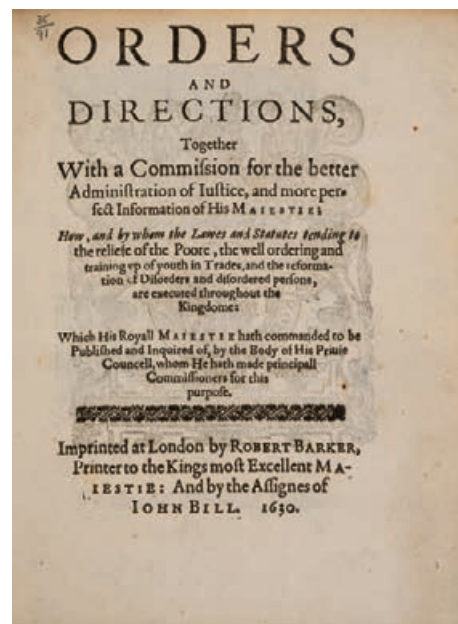 35
91
ORDERS
AND
DIRECTIONS,
Together
With a Commiſsion for the better
Adminiſtration of Iuſtice, and more per-
fect Information of His MAIESTIE:
How, and by whom the Lawes and Statutes tending to
the reliefe of the Poore, the well ordering and
training vp of youth in Trades, and the reforma-
tion of Diſorders and diſordered perſons,
are executed throughout the
Kingdome:
Which His Royall MAIESTIE hath commanded to be
Publiſhed and Inquired of, by the Body of His Priuie
Councell, whom He hath made principall
Commiſſioners for this
purpoſe.
Imprinted at London by ROBERT BARKER,
Printer to the Kings moſt Excellent MA-
IESTIE: And by the Aſſignes of
IOHN BILL. 1630.